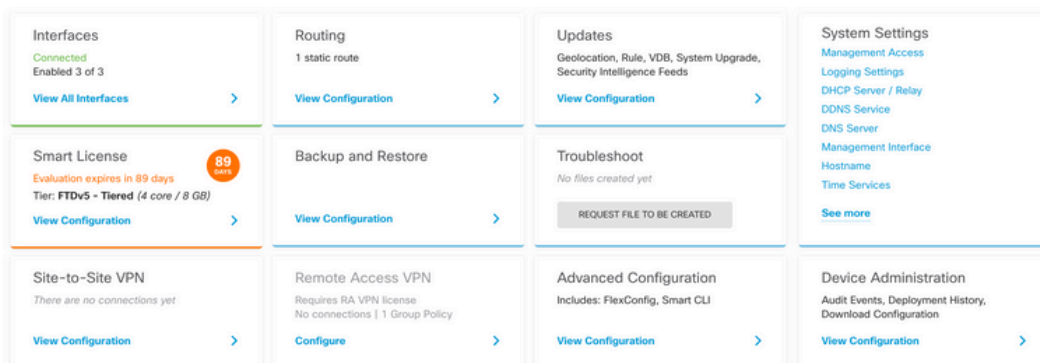 Interfaces
Connected
Enabled 3 of 3
View All Interfaces
Routing
1 static route
View Configuration
Updates
Geolocation, Rule, VDB, System Upgrade,
Security Intelligence Feeds
View Configuration
System Settings
Management Access
Logging Settings
DHCP Server / Relay
DDNS Service
DNS Server
Management Interface
Hostname
Time Services
See more
Smart License
89
DAYS
Evaluation expires in 89 days
Tier: FTDv5 - Tiered (4 core / 8 GB)
View Configuration
Backup and Restore
View Configuration
Troubleshoot
No files created yet
REQUEST FILE TO BE CREATED
Site-to-Site VPN
There are no connections yet
View Configuration
Remote Access VPN
Requires RA VPN license
No connections | 1 Group Policy
Configure
Advanced Configuration
Includes: FlexConfig, Smart CLI
View Configuration
Device Administration
Audit Events, Deployment History,
Download Configuration
View Configuration